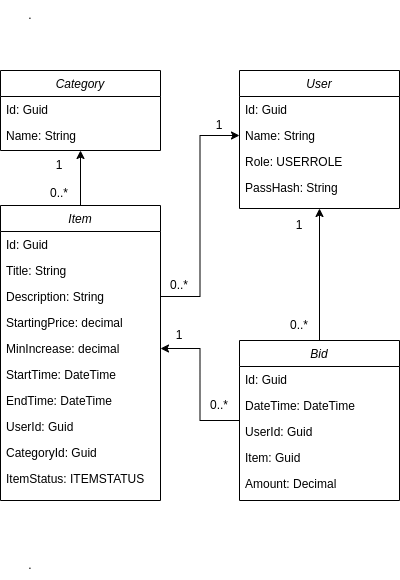 .
Category
Id: Guid
Name: String
User
Id: Guid
Name: String
Role: USERROLE
PassHash: String
1
1
0..*
Item
Id: Guid
Title: String
Description: String
StartingPrice: decimal
MinIncrease: decimal
StartTime: DateTime
EndTime: DateTime
UserId: Guid
CategoryId: Guid
ItemStatus: ITEMSTATUS
0..*
1
0..*
1
0..*
Bid
Id: Guid
DateTime: DateTime
UserId: Guid
Item: Guid
Amount: Decimal
.